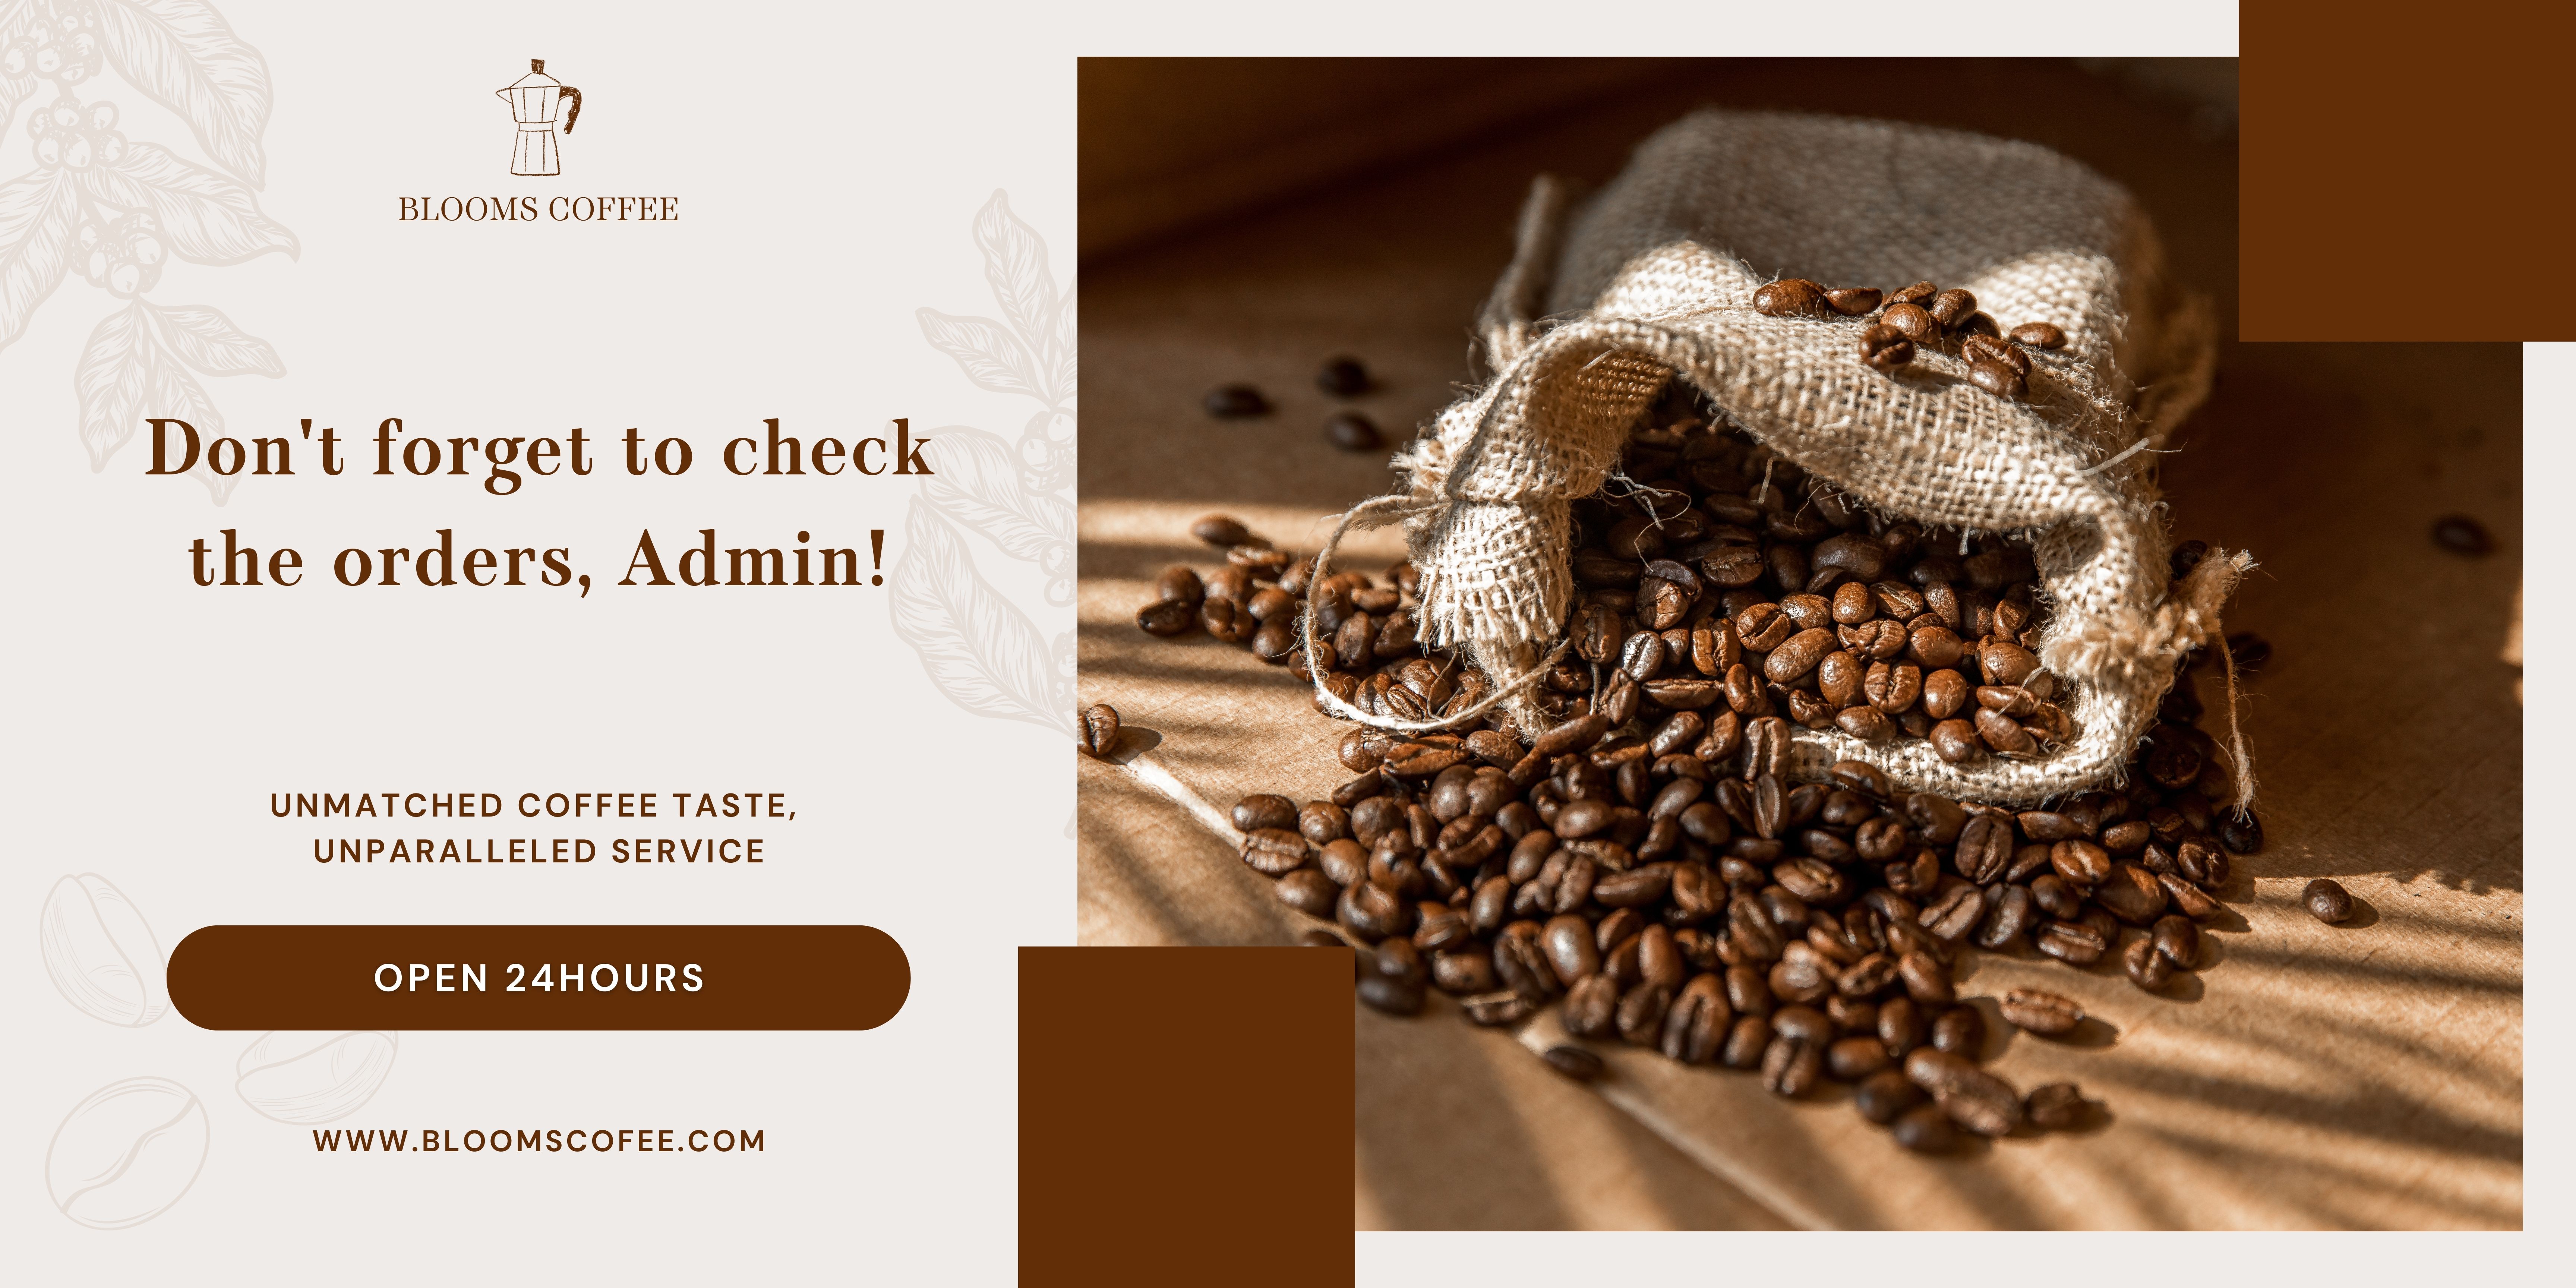 BLOOMS COFFEE
Don't forget to check
the orders, Admin!
UNMATCHED COFFEE TASTE,
UNPARALLELED SERVICE
OPEN 24HOURS
WWW.BLOOMSCOFEE.COM